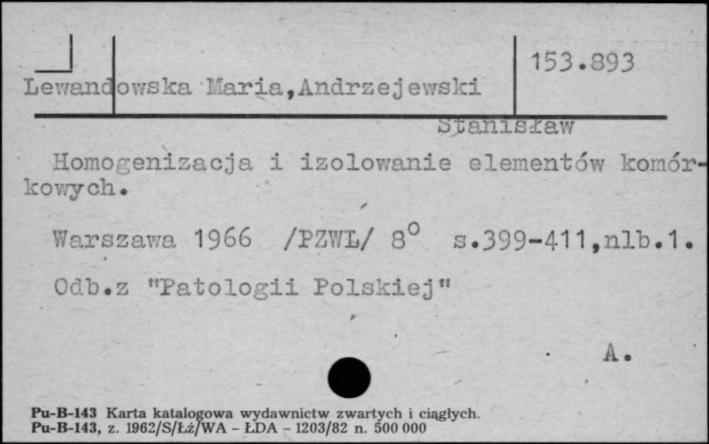 153.893
Lewandowska Maria,Andrzejewski
Stanisław
Homogenizacja i izolowanie elementów komór-
kowych.
Warszawa 1966 /PZWL/ 8° s.399-411,nlb.1.
Odb.z "Patologii Polskiej"
A.
Pu-B-143 Karta katalogowa wydawnictw zwartych i ciągłych.
Pu-B-143, z. 1962/S/Łź/WA - ŁDA - 1203/82 n. 500 000